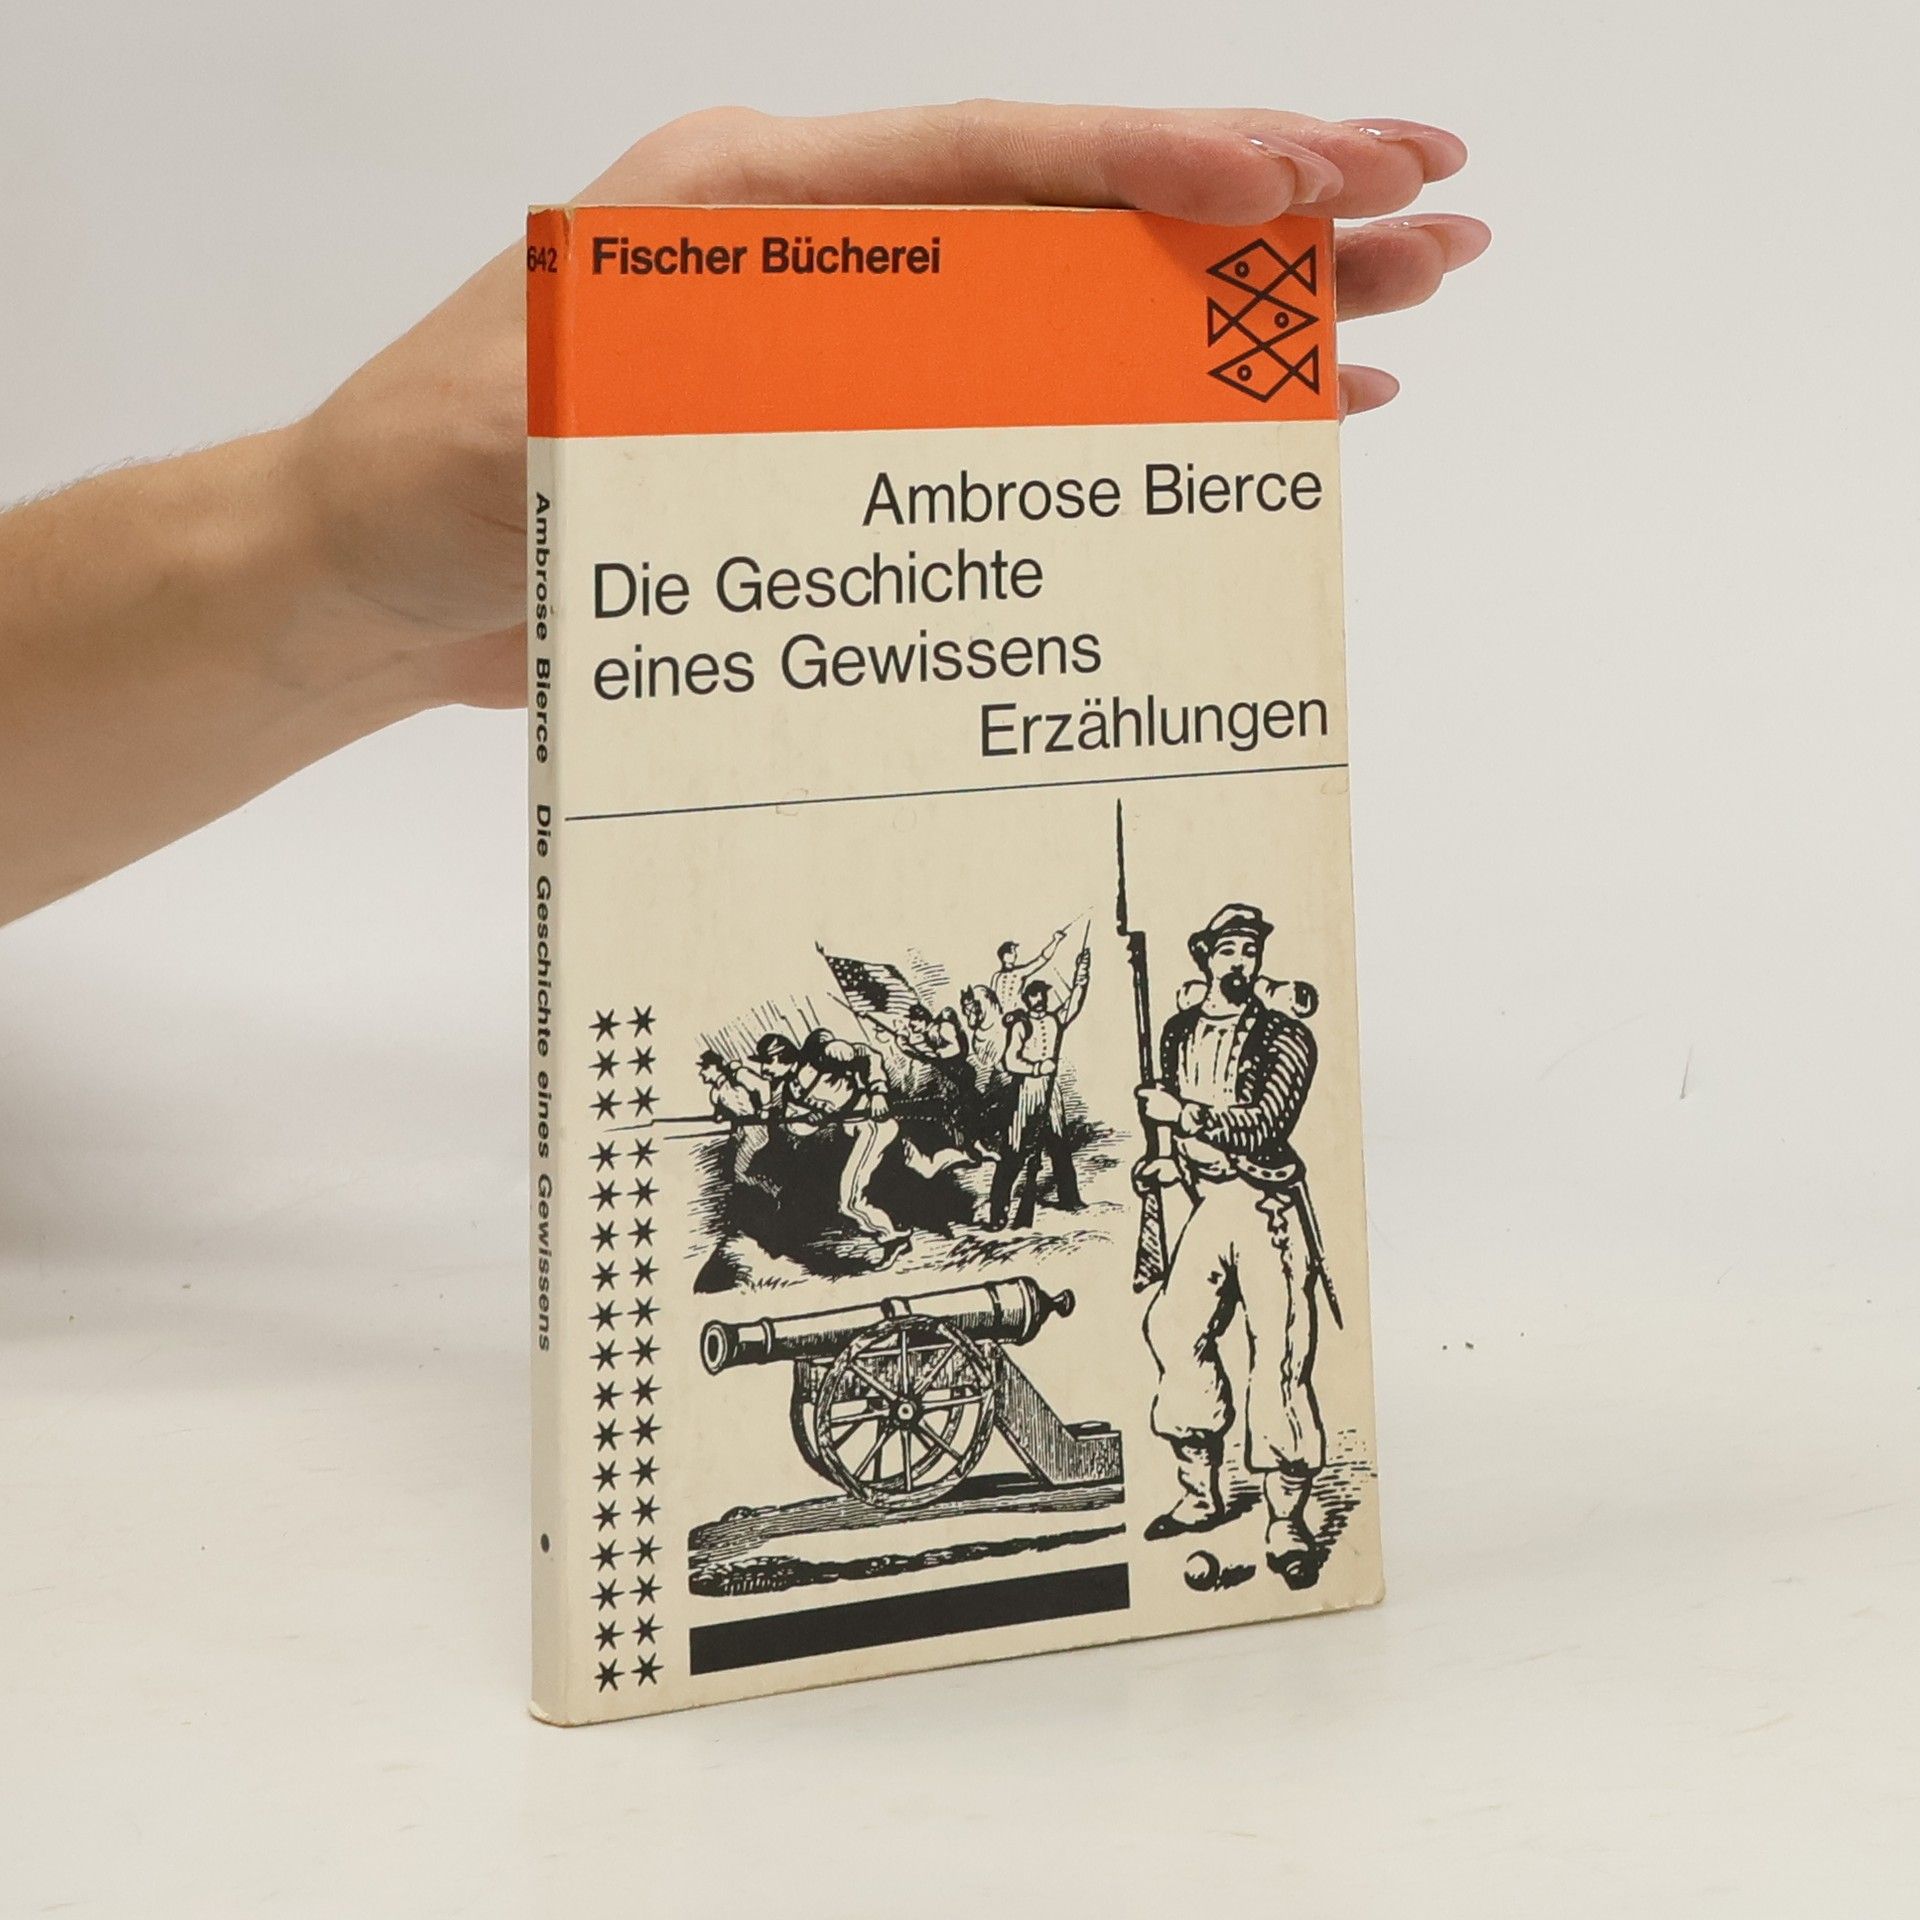 642
Fischer Bücherei
Ambrose Bierce
Die Geschichte
eines Gewissens
Erzählungen
Ambrose Bierce Die Geschichte eines Gewissens